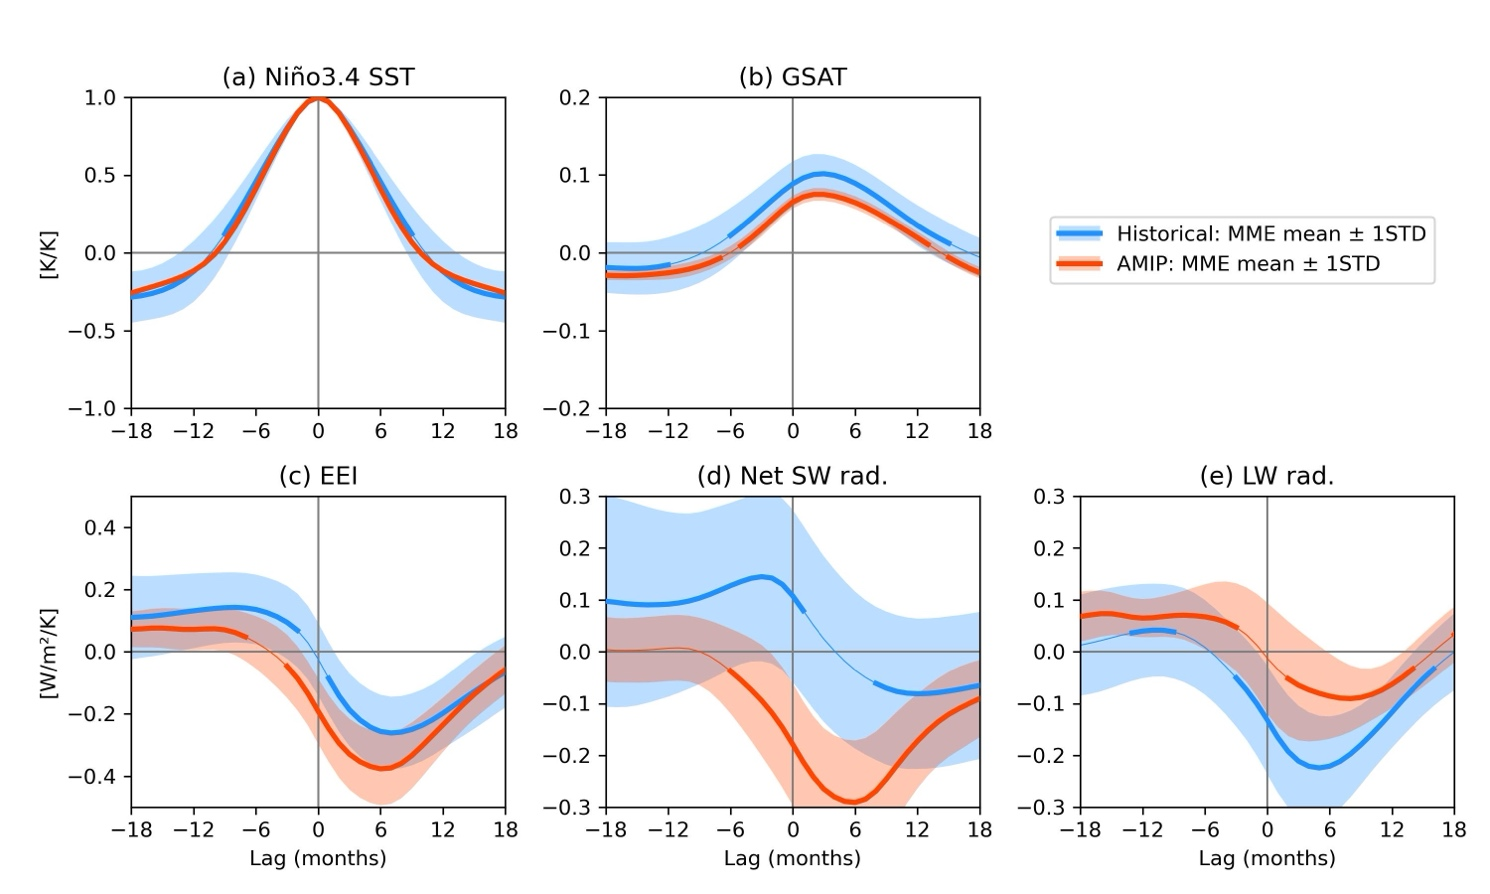 (a) Niño3.4 SST
1.0
0.5
0.0
−0.5
−1.0
[K/K]
−18 −12 −6 0 6 12 18
(b) GSAT
0.2
0.1
0.0
−0.1
−0.2
−18 −12 −6 0 6 12 18
Historical: MME mean ± 1STD
AMIP: MME mean ± 1STD
(c) EEI
0.4
0.2
0.0
−0.2
−0.4
[W/m²/K]
−18 −12 −6 0 6 12 18
Lag (months)
(d) Net SW rad.
0.3
0.2
0.1
0.0
−0.1
−0.2
−0.3
−18 −12 −6 0 6 12 18
Lag (months)
(e) LW rad.
0.3
0.2
0.1
0.0
−0.1
−0.2
−0.3
−18 −12 −6 0 6 12 18
Lag (months)